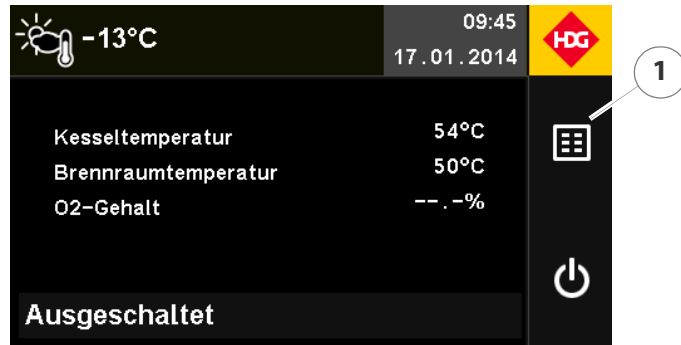 -13°C
09:45
17.01.2014
HDG
1
Kesseltemperatur 54°C
Brennraumtemperatur 50°C
O2-Gehalt --.-%
Ausgeschaltet